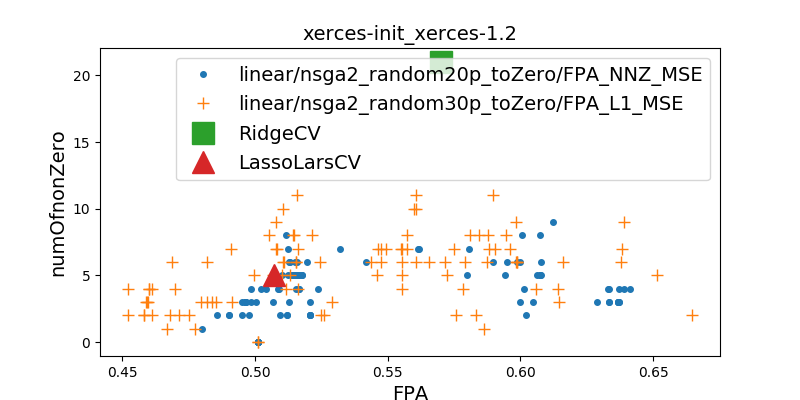 xerces-init_xerces-1.2
linear/nsga2_random20p_toZero/FPA_NNZ_MSE
linear/nsga2_random30p_toZero/FPA_L1_MSE
RidgeCV
LassoLarsCV
numOfnonZero
20
15
10
5
0
0.45 0.50 0.55 0.60 0.65
FPA